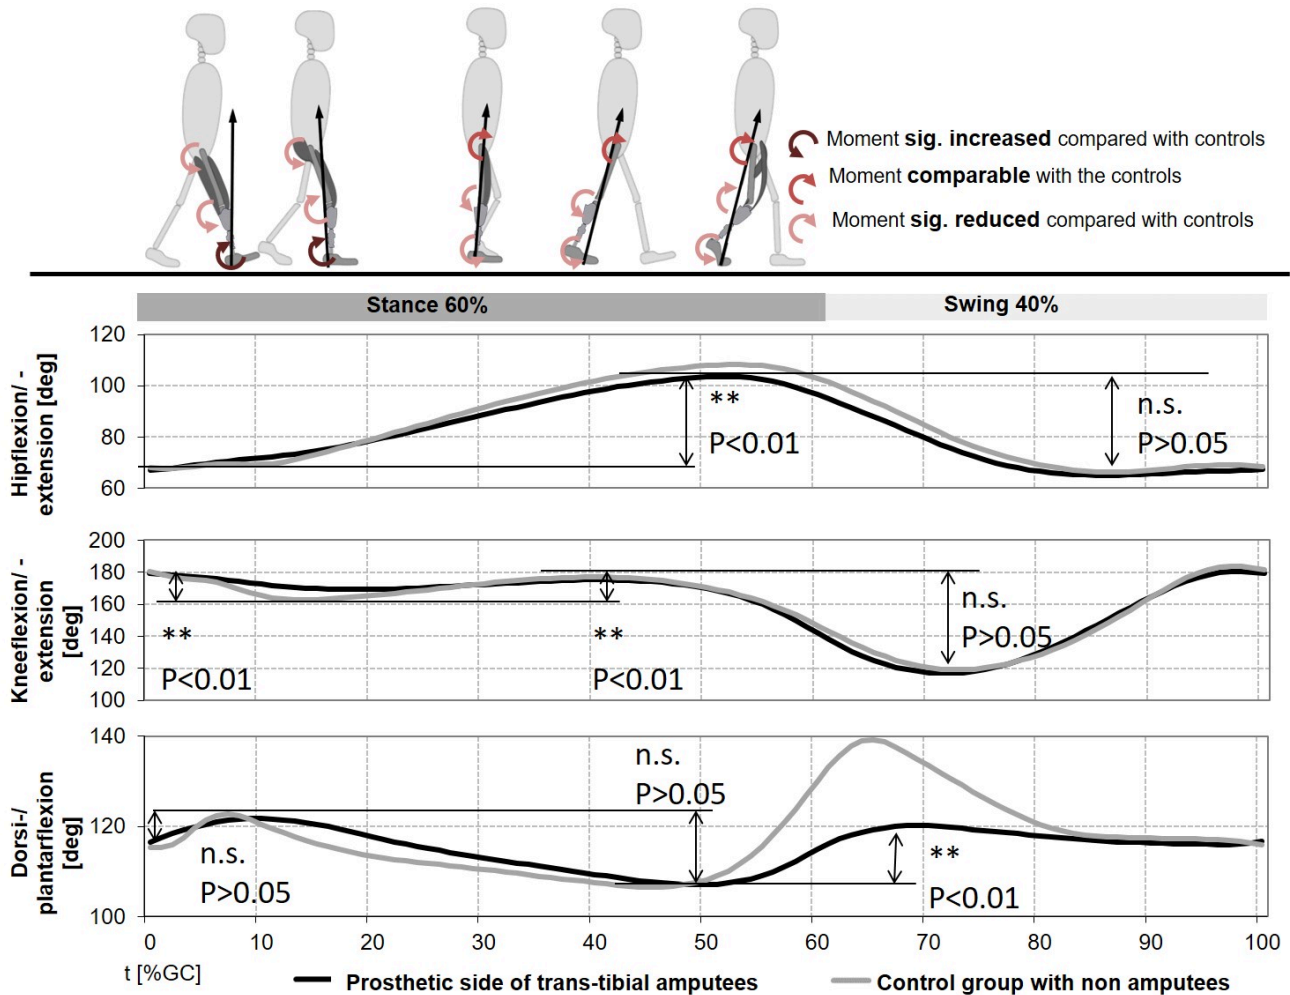 Moment sig. increased compared with controls
Moment comparable with the controls
Moment sig. reduced compared with controls
Stance 60%
Swing 40%
Hipflexion/ -
extension [deg]
120
100
80
60
**
P<0.01
n.s.
P>0.05
Kneeflexion/ -
extension
[deg]
200
180
160
140
120
100
**
P<0.01
**
P<0.01
n.s.
P>0.05
Dorsi-/
plantarflexion
[deg]
140
120
100
n.s.
P>0.05
n.s.
P>0.05
**
P<0.01
0 10 20 30 40 50 60 70 80 90 100
t [%GC]
Prosthetic side of trans-tibial amputees
Control group with non amputees